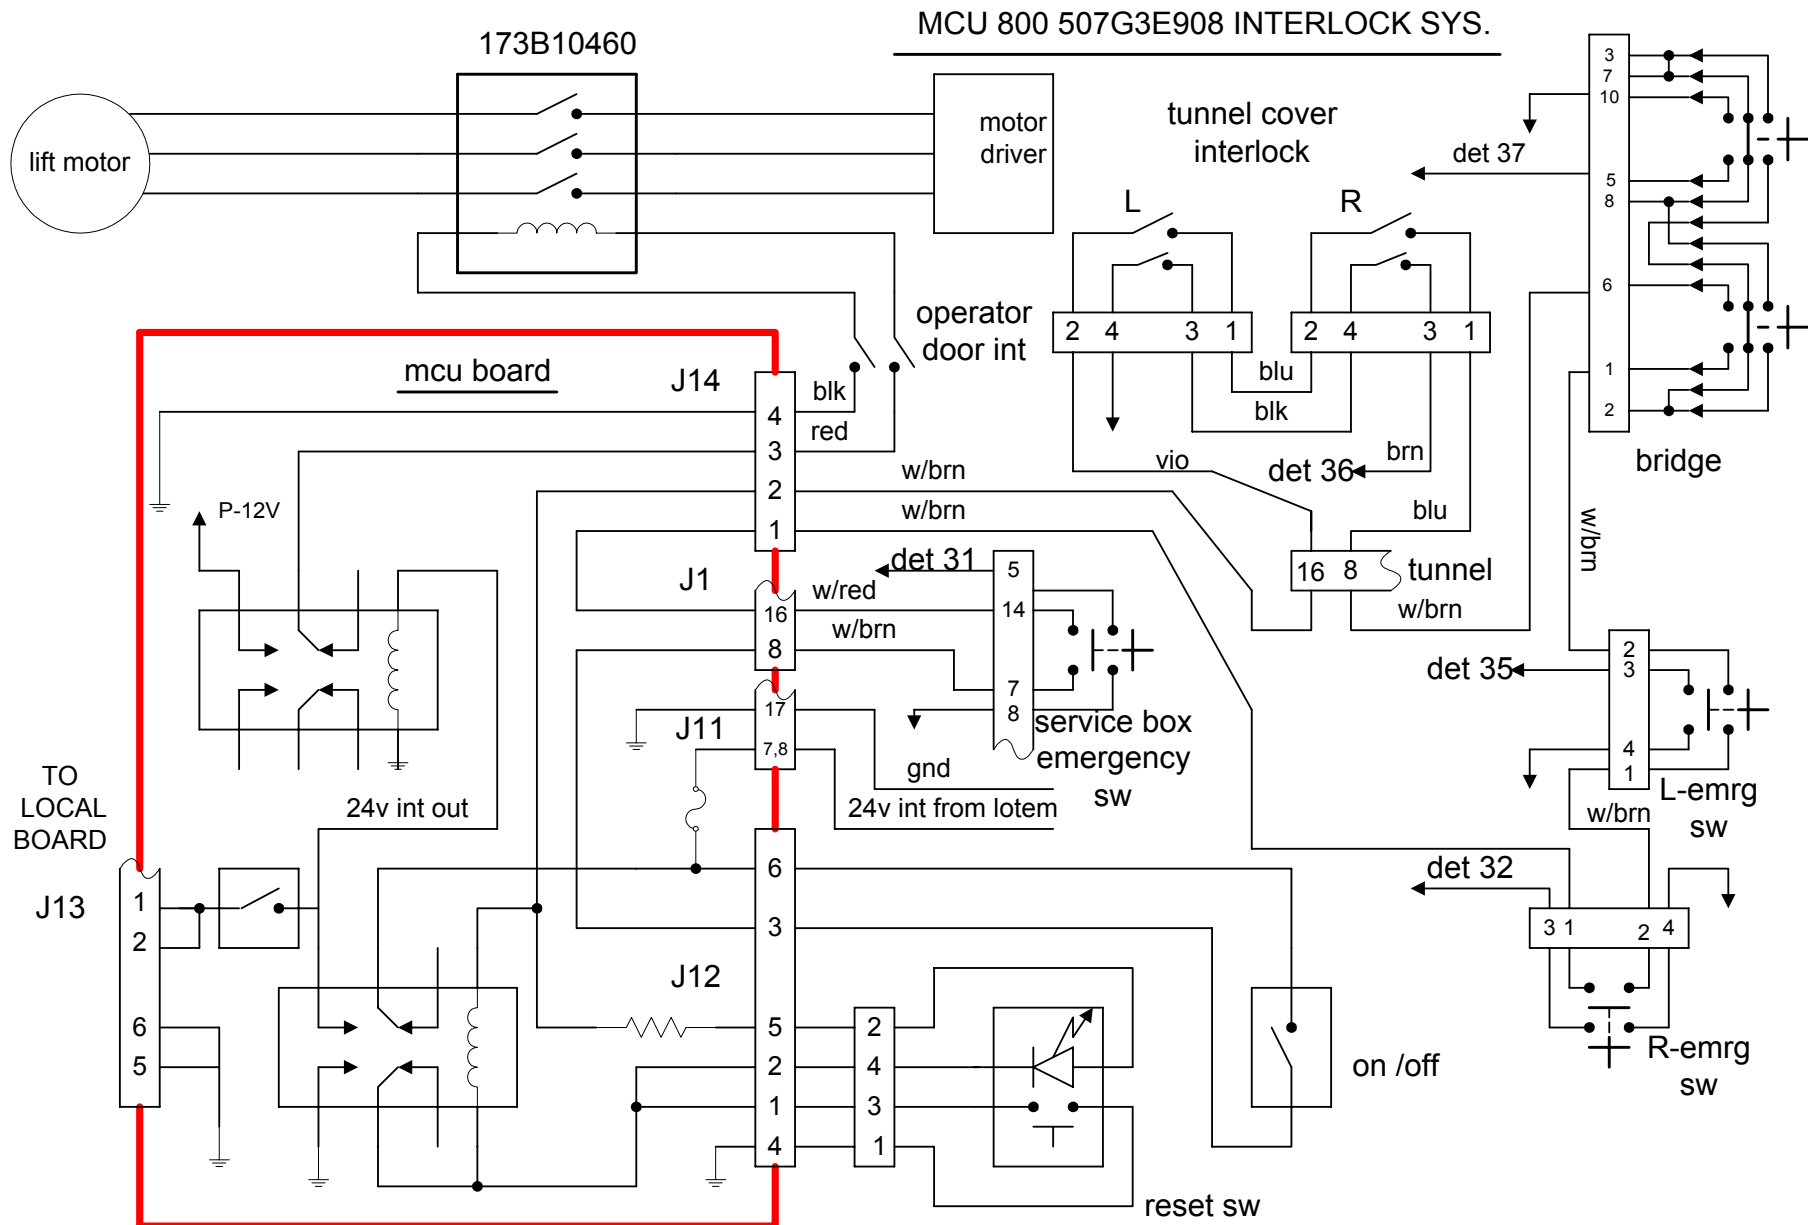 MCU 800 507G3E908 INTERLOCK SYS.
173B10460
lift motor
motor
driver
tunnel cover
interlock
L
R
det 37
3
7
10
5
8
6
1
2
bridge
operator
door int
2 4 3 1
2 4 3 1
blu
blk
vio
det 36
brn
blu
16 8
tunnel
w/brn
w/brn
mcu board
J14
4
3
2
1
blk
red
w/brn
w/brn
P-12V
J1
16
8
w/red
w/brn
det 31
5
14
7
8
service box
emergency
sw
J11
17
7,8
gnd
24v int from lotem
24v int out
det 35
2
3
4
1
L-emrg
sw
w/brn
det 32
3 1 2 4
R-emrg
sw
TO
LOCAL
BOARD
J13
1
2
6
5
J12
6
3
5
2
1
4
2
4
3
1
on /off
reset sw